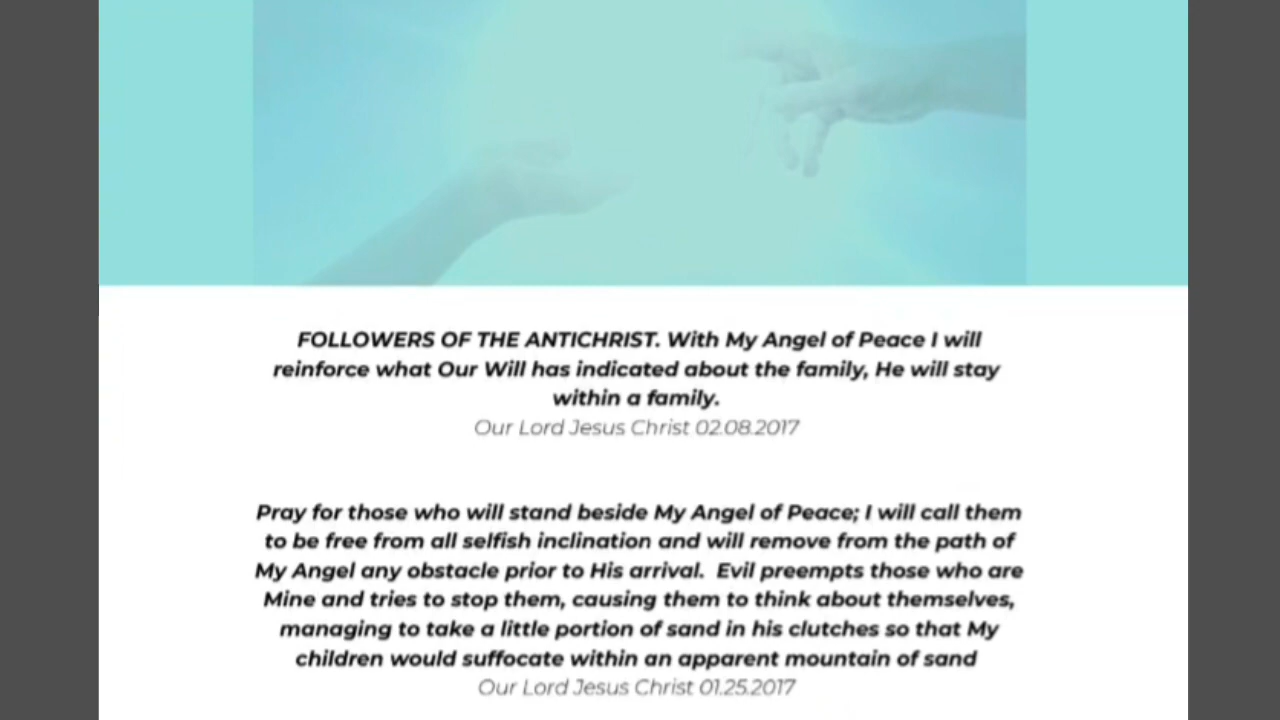 FOLLOWERS OF THE ANTICHRIST. With My Angel of Peace I will
reinforce what Our Will has indicated about the family, He will stay
within a family.
Our Lord Jesus Christ 02.08.2017
Pray for those who will stand beside My Angel of Peace; I will call them
to be free from all selfish inclination and will remove from the path of
My Angel any obstacle prior to His arrival.  Evil preempts those who are
Mine and tries to stop them, causing them to think about themselves,
managing to take a little portion of sand in his clutches so that My
children would suffocate within an apparent mountain of sand
Our Lord Jesus Christ 01.25.2017